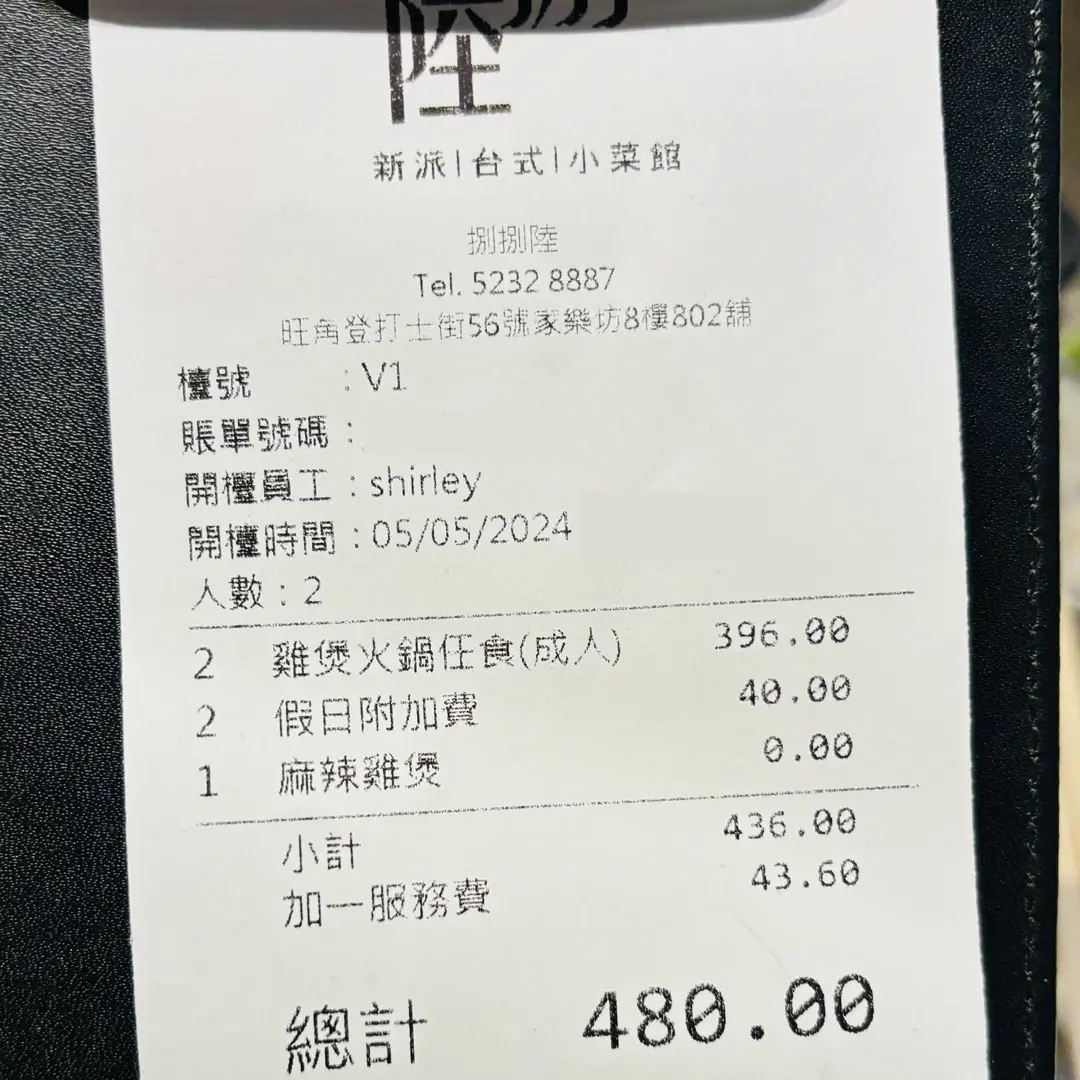 陸捌
新派|台式|小菜館
捌捌陸
Tel. 5232 8887
旺角登打士街56號家樂坊8樓802舖
檯號 : V1
賬單號碼 :
開檯員工 : shirley
開檯時間 : 05/05/2024
人數 : 2
2 雞煲火鍋任食(成人) 396.00
2 假日附加費 40.00
1 麻辣雞煲 0.00
小計 436.00
加一服務費 43.60
總計 480.00